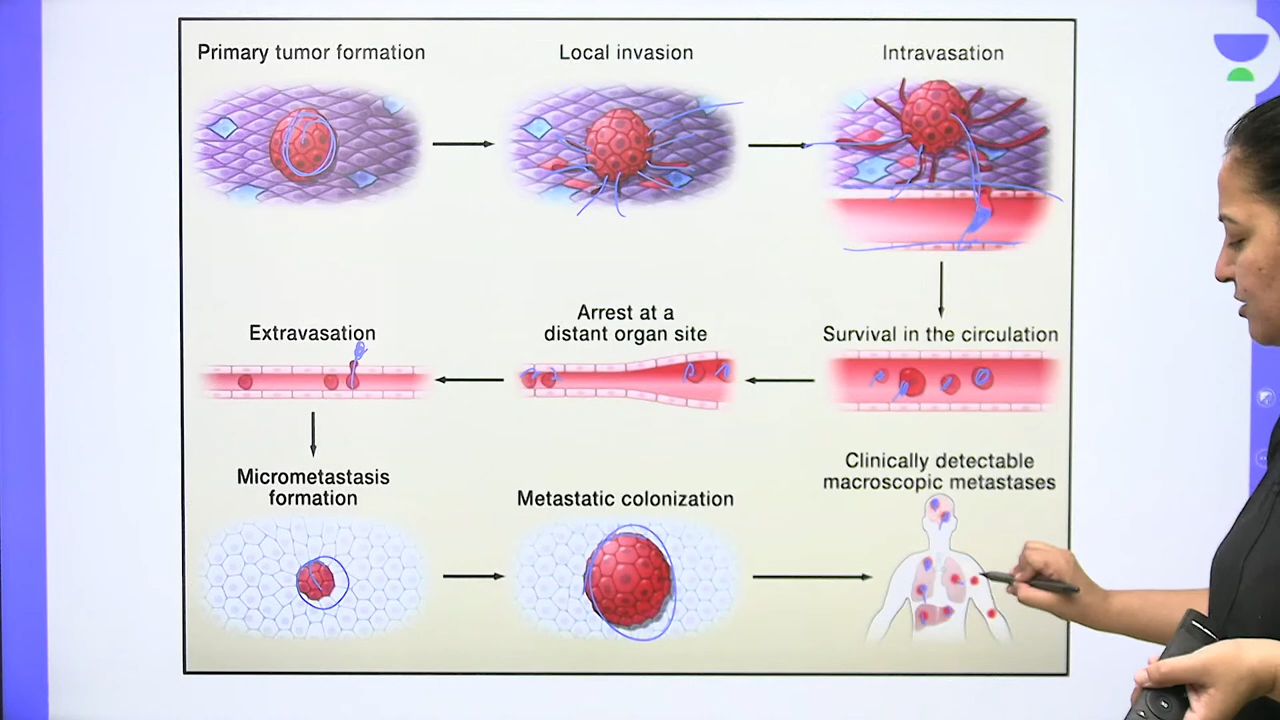 Primary tumor formation
Local invasion
Intravasation
Extravasation
Arrest at a
distant organ site
Survival in the circulation
Micrometastasis
formation
Metastatic colonization
Clinically detectable
macroscopic metastases